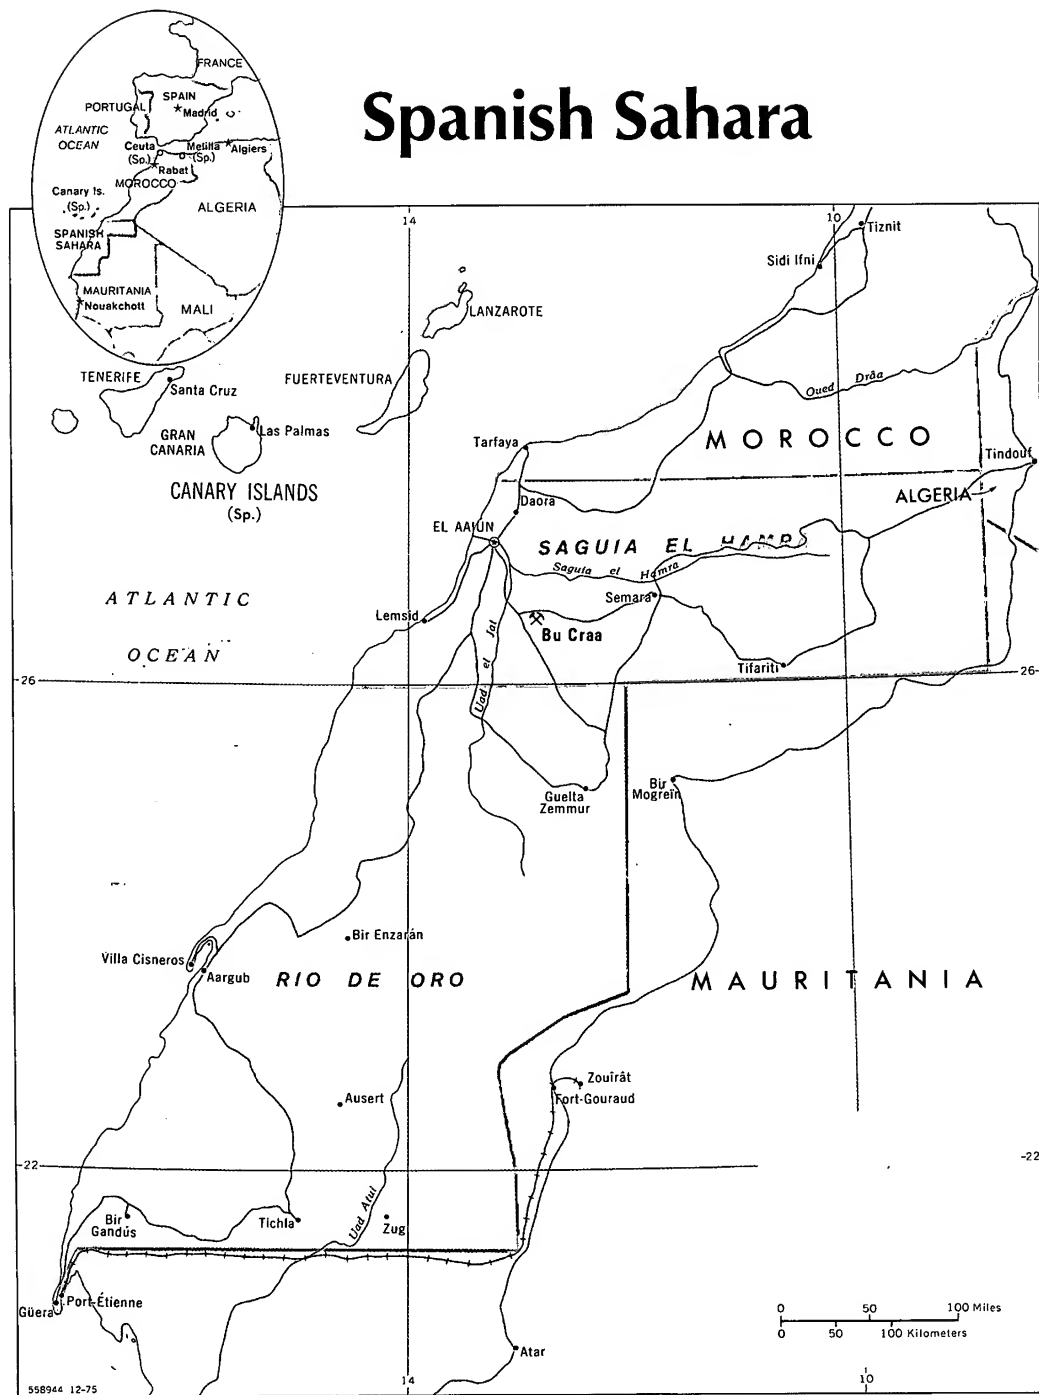 Spanish Sahara
FRANCE
SPAIN
PORTUGAL
Madrid
ATLANTIC
OCEAN
Ceuta
(Sp.)
Melilla
(Sp.)
Algiers
Rabat
MOROCCO
Canary Is.
(Sp.)
ALGERIA
SPANISH
SAHARA
MAURITANIA
Nouakchott
MALI
14
10
Tiznit
Sidi Ifni
LANZAROTE
TENERIFE
Santa Cruz
FUERTEVENTURA
Oued Drâa
GRAN
CANARIA
Las Palmas
Tarfaya
MOROCCO
Tindouf
CANARY ISLANDS
(Sp.)
Daora
ALGERIA
EL AAIÚN
SAGUIA EL HAMR
Saguia el Hamra
ATLANTIC
OCEAN
Lemsid
Semara
Bu Craa
Uad el Jat
Tifariti
26
26
Guelta
Zemmur
Bir
Mogreïn
Villa Cisneros
Bir Enzarán
Aargub
RIO DE ORO
MAURITANIA
Zouîrât
Fort-Gouraud
Ausert
22
22
Bir
Gandús
Tichla
Uad Atui
Zug
Güera
Port-Étienne
0 50 100 Miles
0 50 100 Kilometers
Atar
558944 12-75
14
10